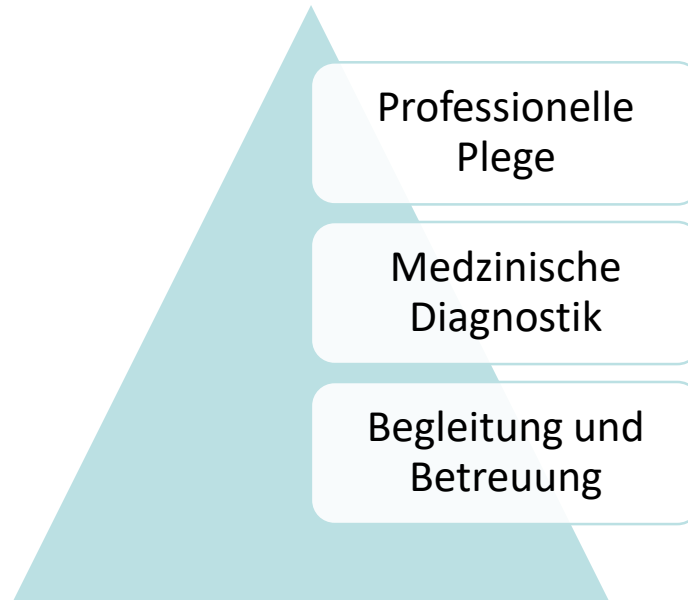 Professionelle
Plege
Medzinische
Diagnostik
Begleitung und
Betreuung